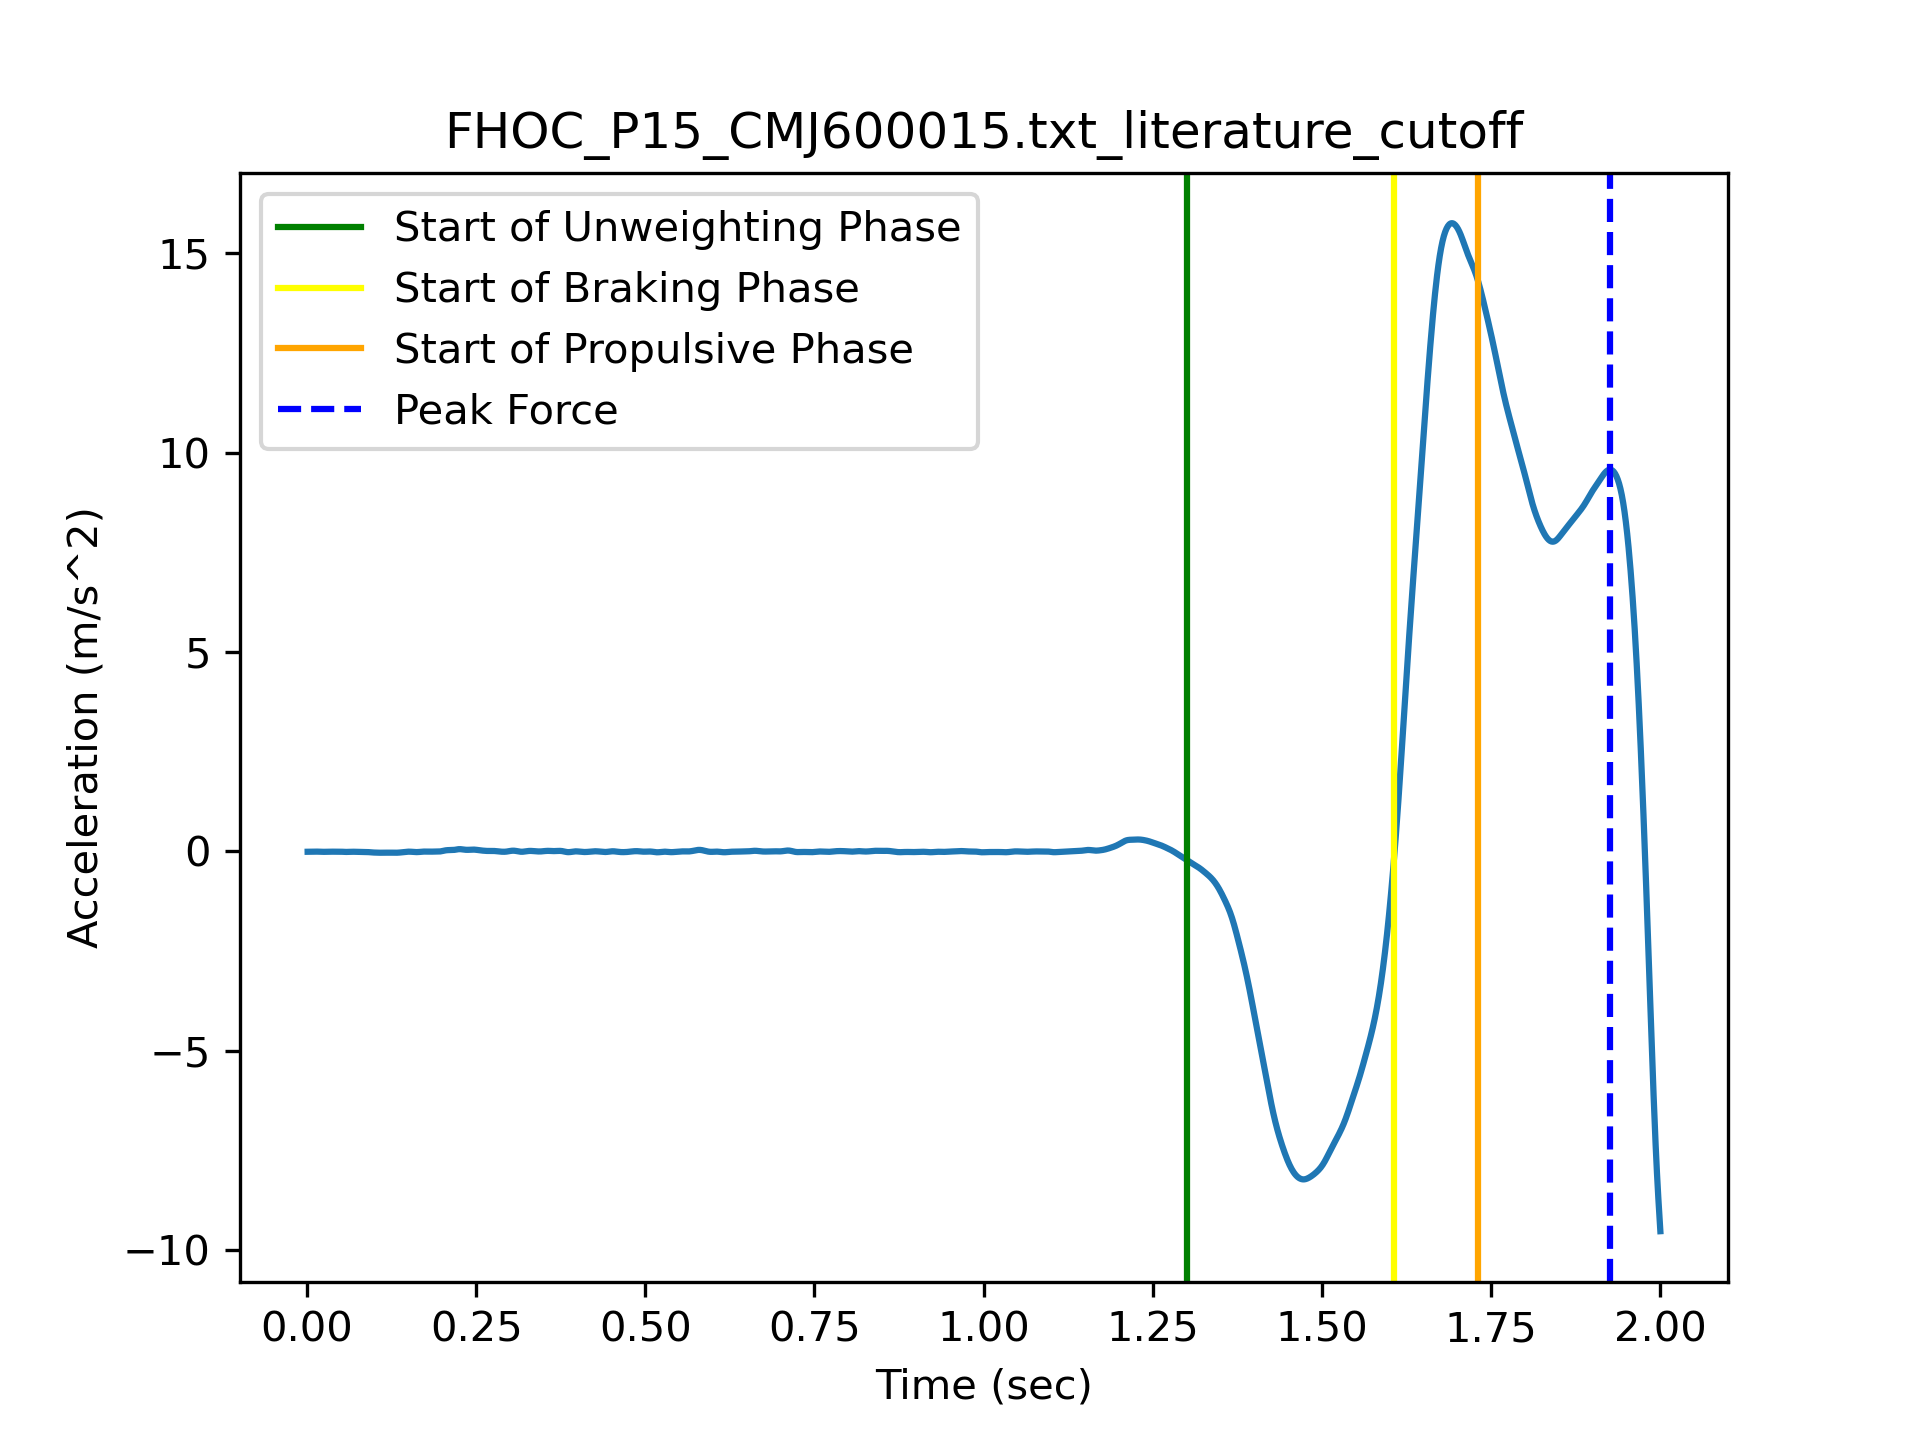 FHOC_P15_CMJ600015.txt_literature_cutoff
Start of Unweighting Phase
Start of Braking Phase
Start of Propulsive Phase
Peak Force
15
10
5
0
−5
−10
Acceleration (m/s^2)
0.00 0.25 0.50 0.75 1.00 1.25 1.50 1.75 2.00
Time (sec)